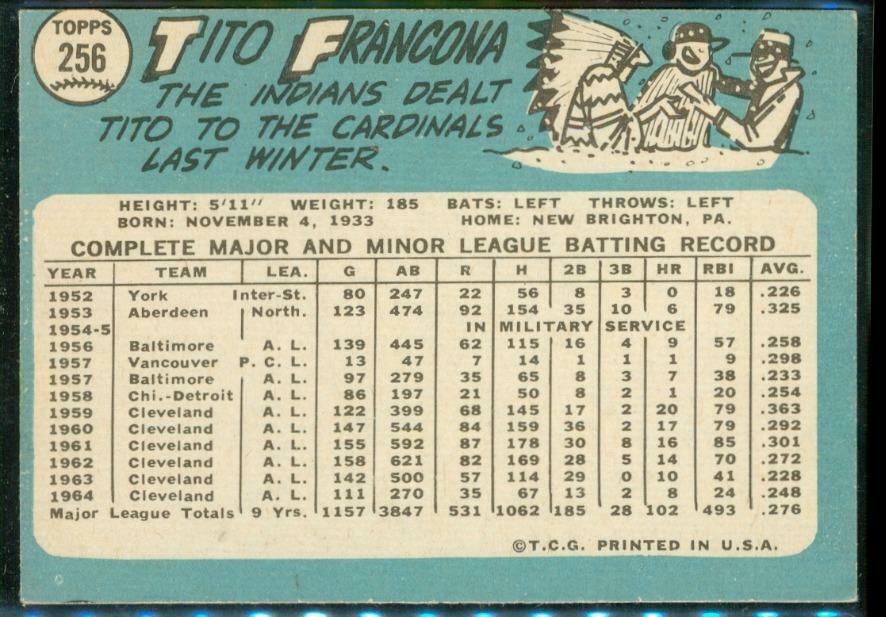 TOPPS
256
TITO FRANCONA
THE INDIANS DEALT
TITO TO THE CARDINALS
LAST WINTER.
HEIGHT: 5'11" WEIGHT: 185 BATS: LEFT THROWS: LEFT
BORN: NOVEMBER 4, 1933 HOME: NEW BRIGHTON, PA.
COMPLETE MAJOR AND MINOR LEAGUE BATTING RECORD
YEAR TEAM LEA. G AB R H 2B 3B HR RBI AVG.
1952 York Inter-St. 80 247 22 56 8 3 0 18 .226
1953 Aberdeen North. 123 474 92 154 35 10 6 79 .325
1954-5 IN MILITARY SERVICE
1956 Baltimore A. L. 139 445 62 115 16 4 9 57 .258
1957 Vancouver P. C. L. 13 47 7 14 1 1 1 9 .298
1957 Baltimore A. L. 97 279 35 65 8 3 7 38 .233
1958 Chi.-Detroit A. L. 86 197 21 50 8 2 1 20 .254
1959 Cleveland A. L. 122 399 68 145 17 2 20 79 .363
1960 Cleveland A. L. 147 544 84 159 36 2 17 79 .292
1961 Cleveland A. L. 155 592 87 178 30 8 16 85 .301
1962 Cleveland A. L. 158 621 82 169 28 5 14 70 .272
1963 Cleveland A. L. 142 500 57 114 29 0 10 41 .228
1964 Cleveland A. L. 111 270 35 67 13 2 8 24 .248
Major League Totals 9 Yrs. 1157 3847 531 1062 185 28 102 493 .276
©T.C.G. PRINTED IN U.S.A.